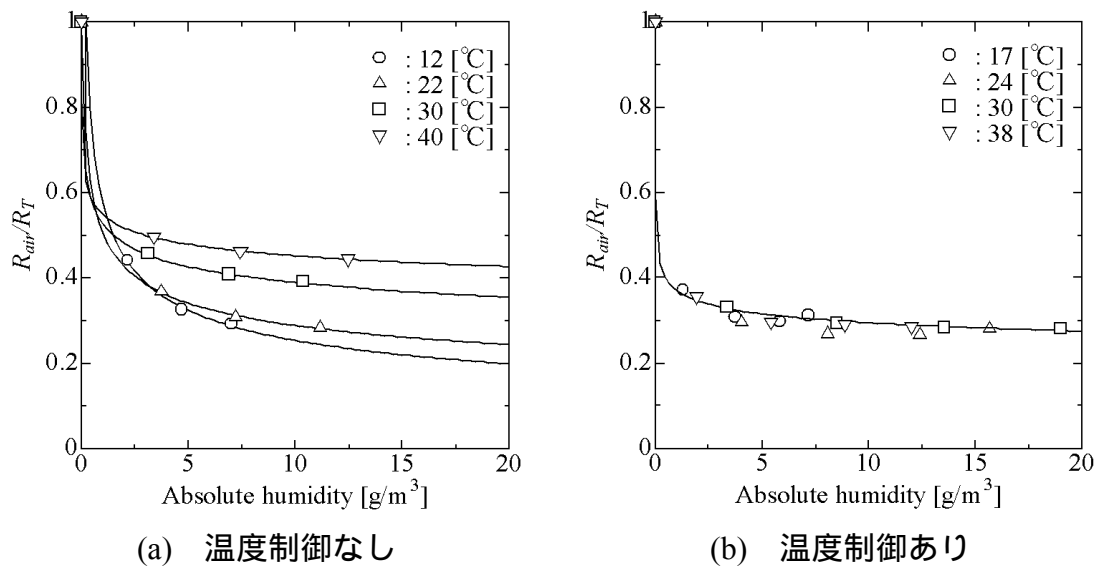 1
0.8
0.6
0.4
0.2
0
R_air/R_T
0 5 10 15 20
Absolute humidity [g/m³]
○ : 12 [℃]
△ : 22 [℃]
□ : 30 [℃]
▽ : 40 [℃]
(a) 温度制御なし
1
0.8
0.6
0.4
0.2
0
R_air/R_T
0 5 10 15 20
Absolute humidity [g/m³]
○ : 17 [℃]
△ : 24 [℃]
□ : 30 [℃]
▽ : 38 [℃]
(b) 温度制御あり